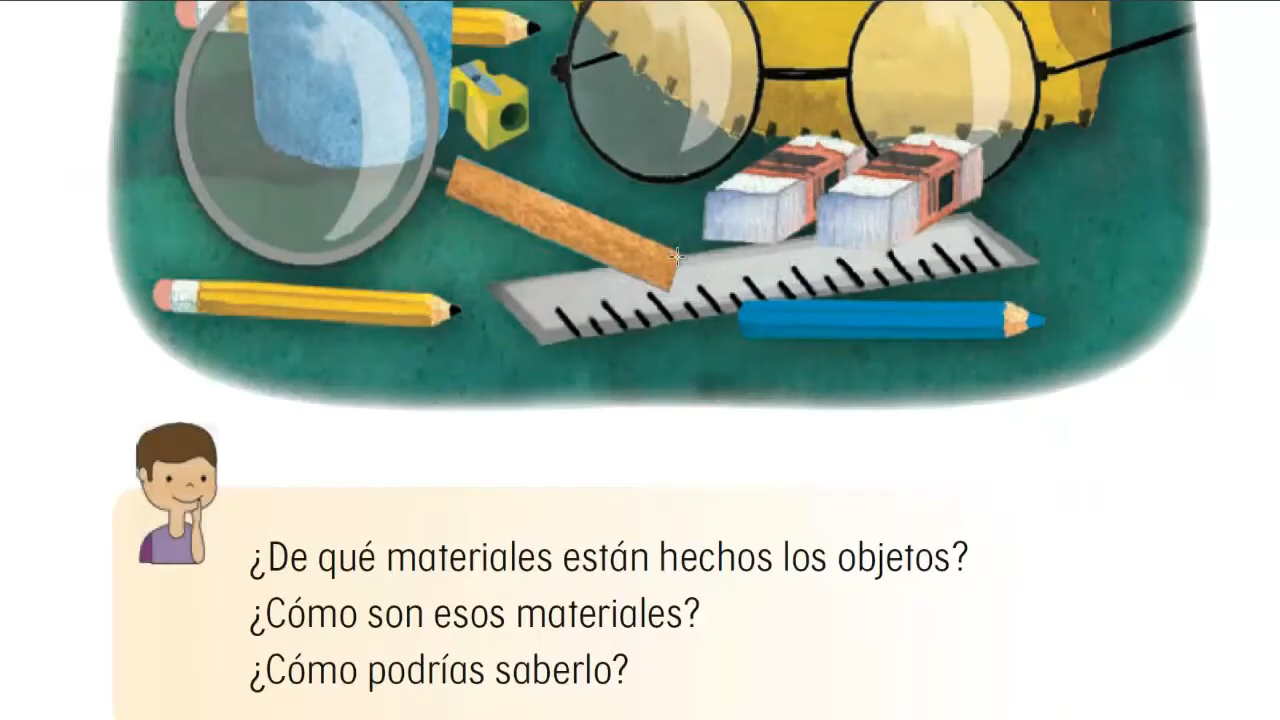 ¿De qué materiales están hechos los objetos?
¿Cómo son esos materiales?
¿Cómo podrías saberlo?